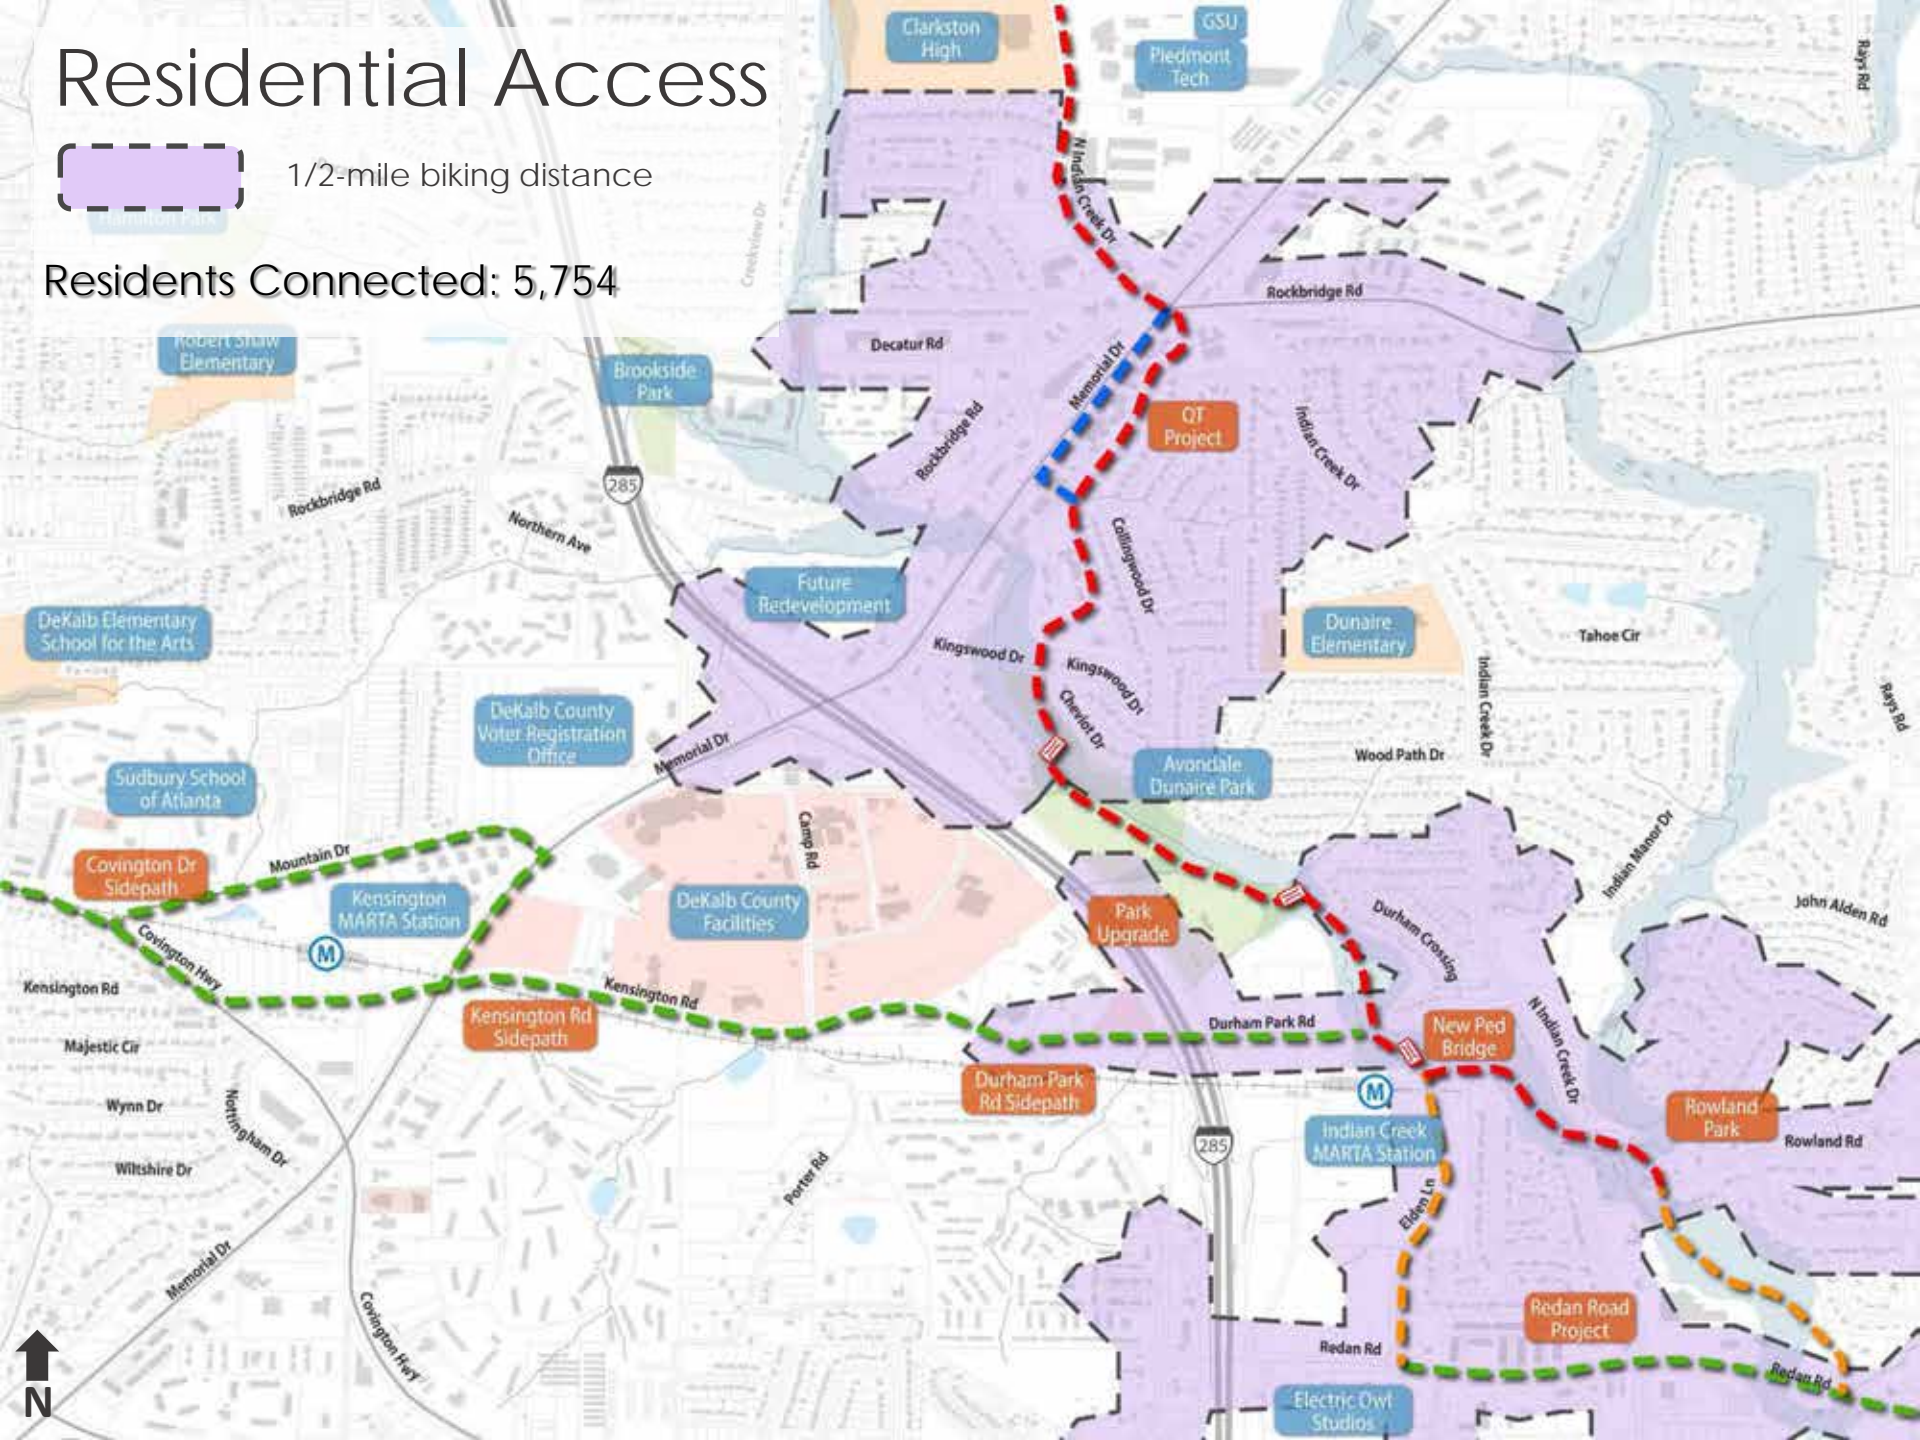 Residential Access
1/2-mile biking distance
Hamilton Park
Residents Connected: 5,754
Clarkston
High
GSU
Piedmont
Tech
Rays Rd
N Indian Creek Dr
Creekview Dr
Rockbridge Rd
Robert Shaw
Elementary
Brookside
Park
Decatur Rd
Memorial Dr
QT
Project
Rockbridge Rd
Indian Creek Dr
285
Rockbridge Rd
Northern Ave
Collingwood Dr
Future
Redevelopment
DeKalb Elementary
School for the Arts
Dunaire
Elementary
Tahoe Cir
Kingswood Dr
Kingswood Dr
Cheviot Dr
Indian Creek Dr
Rays Rd
DeKalb County
Voter Registration
Office
Memorial Dr
Wood Path Dr
Avondale
Dunaire Park
Sudbury School
of Atlanta
Camp Rd
Indian Manor Dr
Mountain Dr
Covington Dr
Sidepath
Kensington
MARTA Station
DeKalb County
Facilities
Park
Upgrade
Durham Crossing
John Alden Rd
M
Covington Hwy
Kensington Rd
Kensington Rd
Kensington Rd
Sidepath
Durham Park Rd
New Ped
Bridge
N Indian Creek Dr
Majestic Cir
Durham Park
Rd Sidepath
M
Wynn Dr
Nottingham Dr
Rowland
Park
Rowland Rd
285
Indian Creek
MARTA Station
Wiltshire Dr
Porter Rd
Elden Ln
Memorial Dr
Covington Hwy
Redan Road
Project
Redan Rd
Redan Rd
Electric Owl
Studios
N